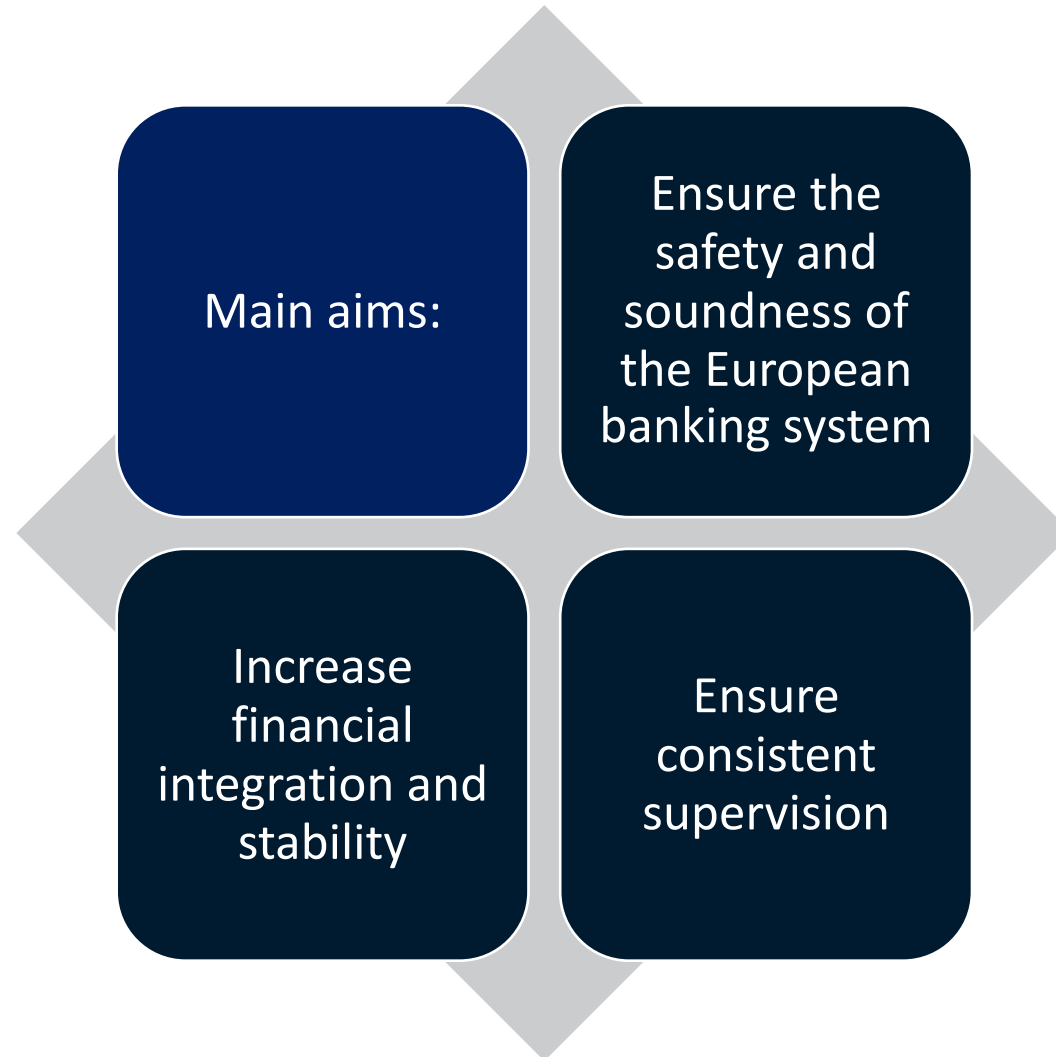 Main aims:
Ensure the
safety and
soundness of
the European
banking system
Increase
financial
integration and
stability
Ensure
consistent
supervision